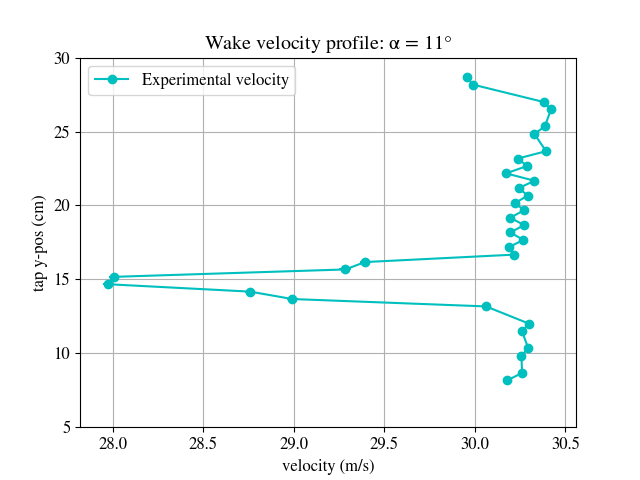 Wake velocity profile: α = 11°
Experimental velocity
30
25
20
15
10
5
tap y-pos (cm)
28.0 28.5 29.0 29.5 30.0 30.5
velocity (m/s)